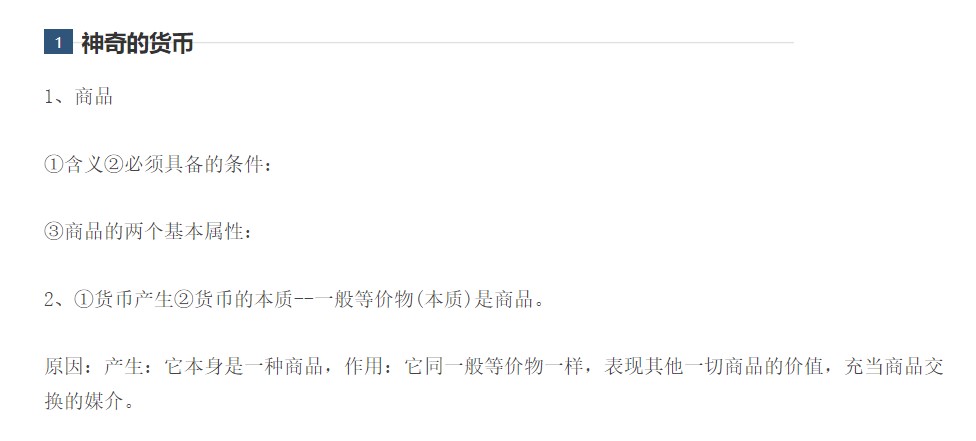 1 神奇的货币
1、商品
①含义②必须具备的条件:
③商品的两个基本属性:
2、①货币产生②货币的本质--一般等价物(本质)是商品。
原因：产生：它本身是一种商品，作用：它同一般等价物一样，表现其他一切商品的价值，充当商品交
换的媒介。